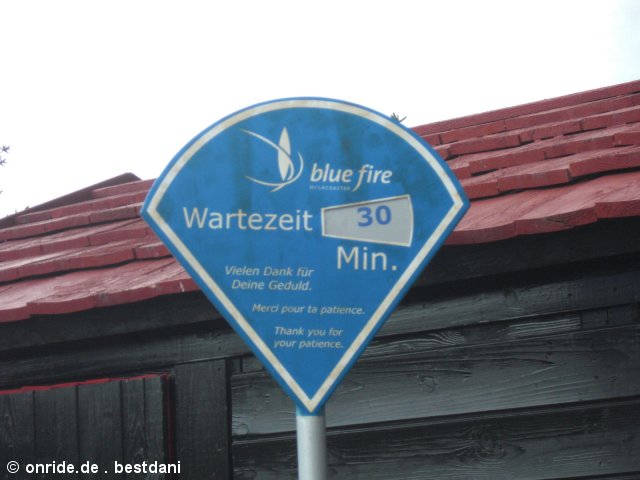 blue fire
MEGACOASTER
Wartezeit 30
Min.
Vielen Dank für
Deine Geduld.
Merci pour ta patience.
Thank you for
your patience.
© onride.de . bestdani